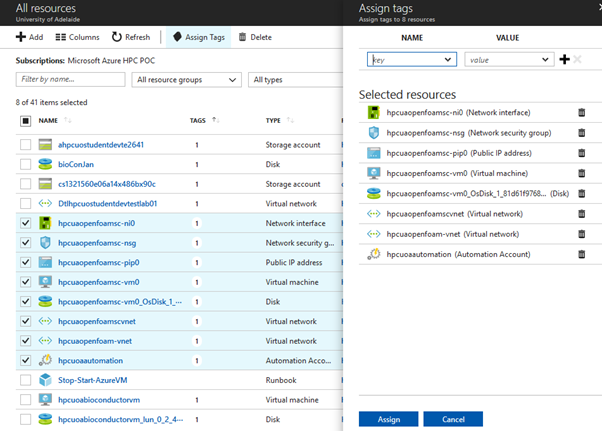 All resources
University of Adelaide
Add Columns Refresh Assign Tags Delete
Subscriptions: Microsoft Azure HPC POC
Filter by name... All resource groups All types
8 of 41 items selected
NAME TAGS TYPE
ahpcuostudentdevte2641 1 Storage account
bioConJan 1 Disk
cs1321560e06a14x486bx90c 1 Storage account
Dtlhpcuostudentdevtestlab01 1 Virtual network
hpcuaopenfoamsc-ni0 1 Network interface
hpcuaopenfoamsc-nsg 1 Network security g...
hpcuaopenfoamsc-pip0 1 Public IP address
hpcuaopenfoamsc-vm0 1 Virtual machine
hpcuaopenfoamsc-vm0_OsDisk_1_... 1 Disk
hpcuaopenfoamscvnet 1 Virtual network
hpcuaopenfoam-vnet 1 Virtual network
hpcuoaautomation 1 Automation Acco...
Stop-Start-AzureVM Runbook
hpcuoabioconductorvm 1 Virtual machine
hpcuoabioconductorvm_lun_0_2_4... 1 Disk
Assign tags
Assign tags to 8 resources
NAME VALUE
key value
Selected resources
hpcuaopenfoamsc-ni0 (Network interface)
hpcuaopenfoamsc-nsg (Network security group)
hpcuaopenfoamsc-pip0 (Public IP address)
hpcuaopenfoamsc-vm0 (Virtual machine)
hpcuaopenfoamsc-vm0_OsDisk_1_81d61f9768... (Disk)
hpcuaopenfoamscvnet (Virtual network)
hpcuaopenfoam-vnet (Virtual network)
hpcuoaautomation (Automation Account)
Assign Cancel